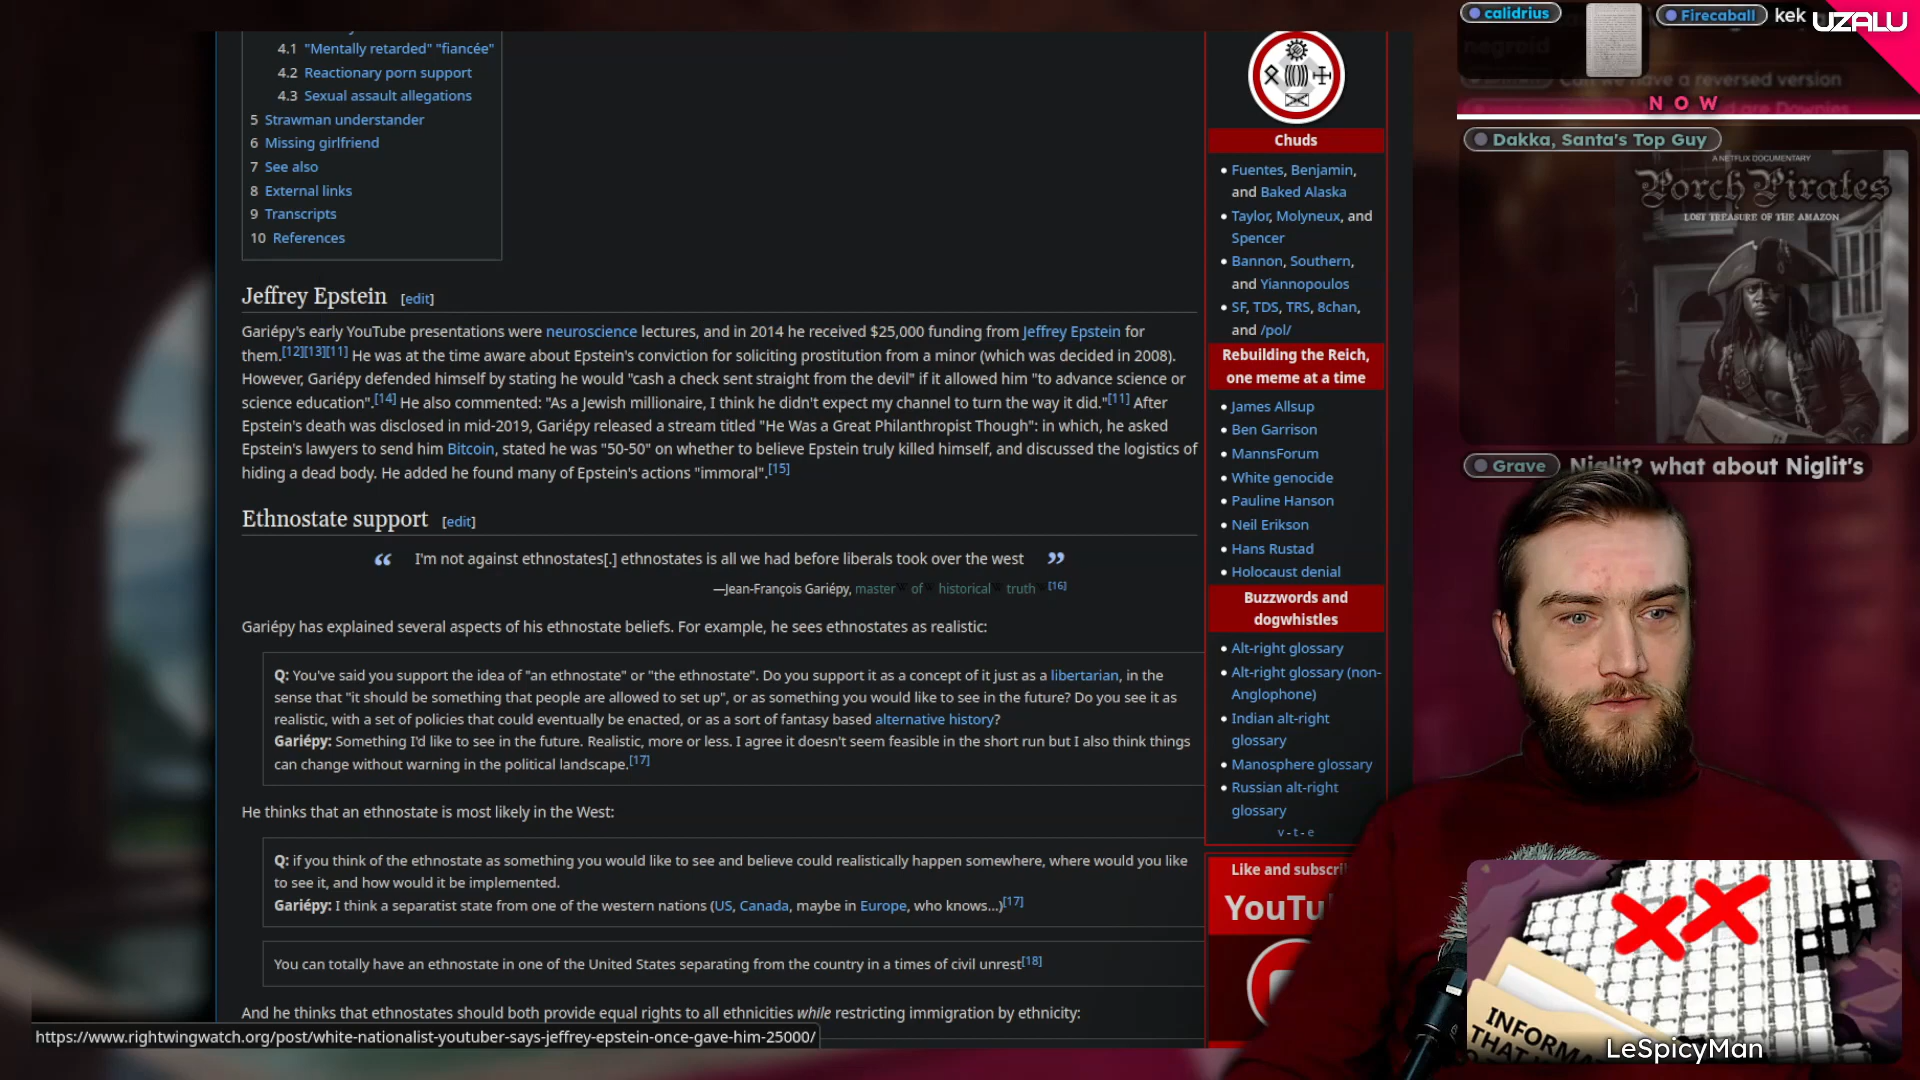 4.1 "Mentally retarded" "fiancée"
4.2 Reactionary porn support
4.3 Sexual assault allegations
5 Strawman understander
6 Missing girlfriend
7 See also
8 External links
9 Transcripts
10 References
Jeffrey Epstein [edit]
Gariépy's early YouTube presentations were neuroscience lectures, and in 2014 he received $25,000 funding from Jeffrey Epstein for
them.[12][13][11] He was at the time aware about Epstein's conviction for soliciting prostitution from a minor (which was decided in 2008).
However, Gariépy defended himself by stating he would "cash a check sent straight from the devil" if it allowed him "to advance science or
science education".[14] He also commented: "As a Jewish millionaire, I think he didn't expect my channel to turn the way it did."[11] After
Epstein's death was disclosed in mid-2019, Gariépy released a stream titled "He Was a Great Philanthropist Though": in which, he asked
Epstein's lawyers to send him Bitcoin, stated he was "50-50" on whether to believe Epstein truly killed himself, and discussed the logistics of
hiding a dead body. He added he found many of Epstein's actions "immoral".[15]
Ethnostate support [edit]
“ I'm not against ethnostates[.] ethnostates is all we had before liberals took over the west ”
—Jean-François Gariépy, master of historical truth [16]
Gariépy has explained several aspects of his ethnostate beliefs. For example, he sees ethnostates as realistic:
Q: You've said you support the idea of "an ethnostate" or "the ethnostate". Do you support it as a concept of it just as a libertarian, in the
sense that "it should be something that people are allowed to set up", or as something you would like to see in the future? Do you see it as
realistic, with a set of policies that could eventually be enacted, or as a sort of fantasy based alternative history?
Gariépy: Something I'd like to see in the future. Realistic, more or less. I agree it doesn't seem feasible in the short run but I also think things
can change without warning in the political landscape.[17]
He thinks that an ethnostate is most likely in the West:
Q: if you think of the ethnostate as something you would like to see and believe could realistically happen somewhere, where would you like
to see it, and how would it be implemented.
Gariépy: I think a separatist state from one of the western nations (US, Canada, maybe in Europe, who knows...)[17]
You can totally have an ethnostate in one of the United States separating from the country in a times of civil unrest[18]
And he thinks that ethnostates should both provide equal rights to all ethnicities while restricting immigration by ethnicity:
https://www.rightwingwatch.org/post/white-nationalist-youtuber-says-jeffrey-epstein-once-gave-him-25000/
Chuds
• Fuentes, Benjamin,
and Baked Alaska
• Taylor, Molyneux, and
Spencer
• Bannon, Southern,
and Yiannopoulos
• SF, TDS, TRS, 8chan,
and /pol/
Rebuilding the Reich,
one meme at a time
• James Allsup
• Ben Garrison
• MannsForum
• White genocide
• Pauline Hanson
• Neil Erikson
• Hans Rustad
• Holocaust denial
Buzzwords and
dogwhistles
• Alt-right glossary
• Alt-right glossary (non-
Anglophone)
• Indian alt-right
glossary
• Manosphere glossary
• Russian alt-right
glossary
v - t - e
Like and subscri
YouTu
calidrius
Firecaball kek
UZALU
negroid
have a reversed version
NOW
Dakka, Santa's Top Guy
A NETFLIX DOCUMENTARY
Porch Pirates
LOST TREASURE OF THE AMAZON
Grave Niglit? what about Niglit's
INFORMA
THAT
LeSpicyMan